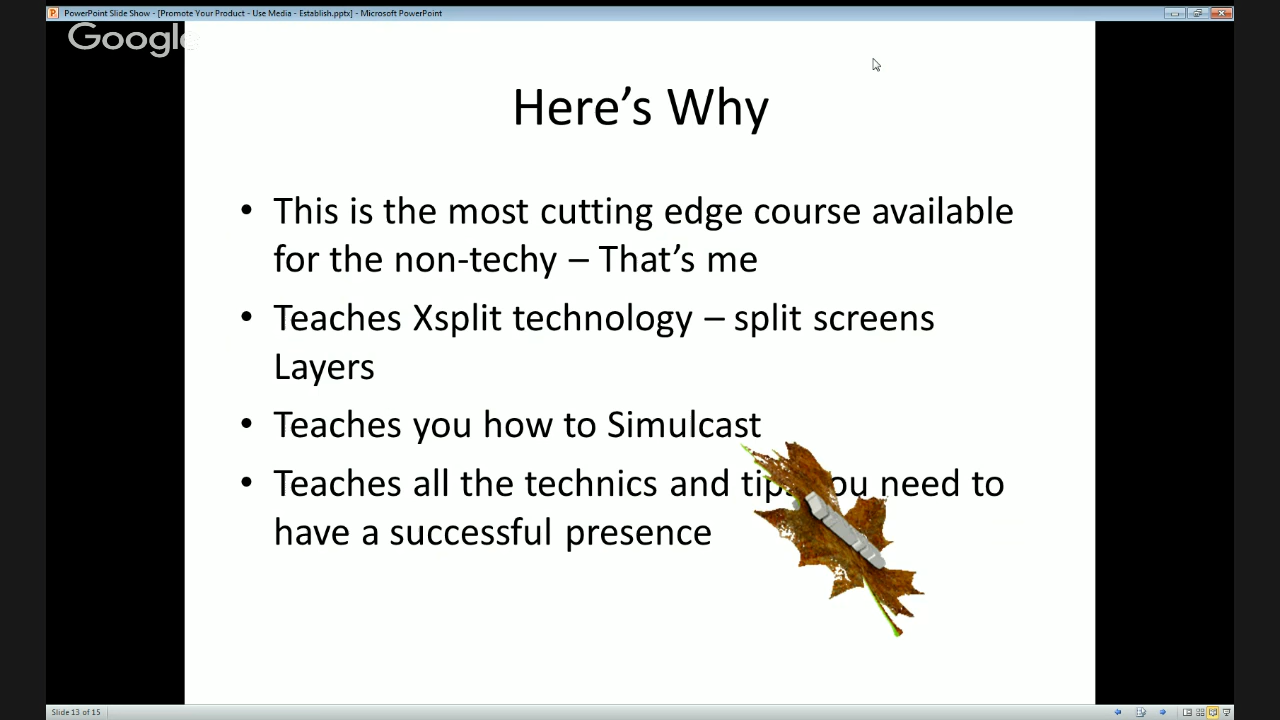 PowerPoint Slide Show - [Promote Your Product - Use Media - Establish.pptx] - Microsoft PowerPoint
Google
Here's Why
• This is the most cutting edge course available
for the non-techy – That's me
• Teaches Xsplit technology – split screens
Layers
• Teaches you how to Simulcast
• Teaches all the technics and tips you need to
have a successful presence
Slide 13 of 15